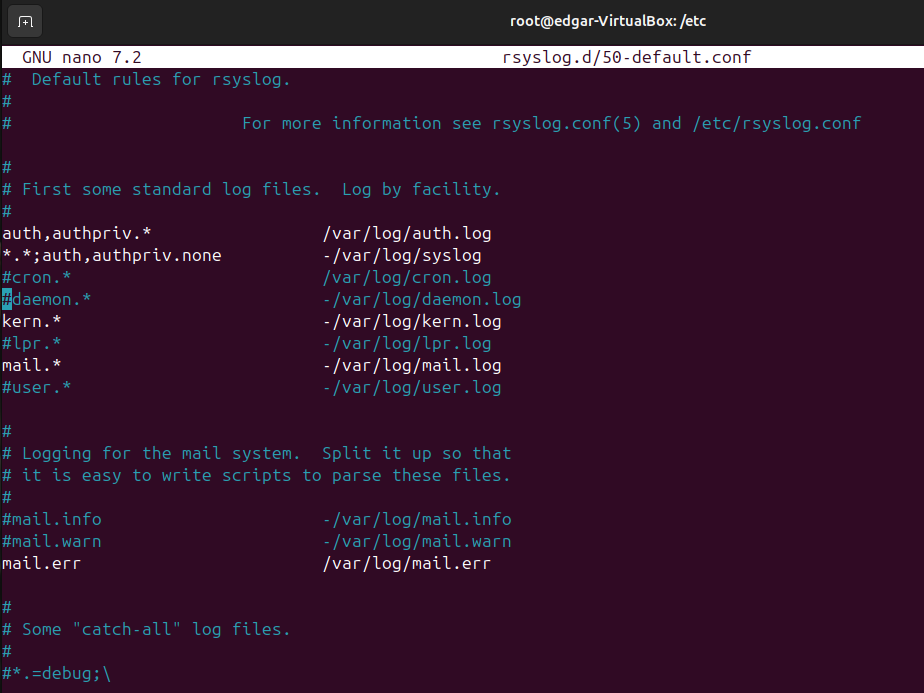 root@edgar-VirtualBox: /etc
GNU nano 7.2 rsyslog.d/50-default.conf
#  Default rules for rsyslog.
#
#                       For more information see rsyslog.conf(5) and /etc/rsyslog.conf

#
# First some standard log files.  Log by facility.
#
auth,authpriv.*                 /var/log/auth.log
*.*;auth,authpriv.none          -/var/log/syslog
#cron.*                         /var/log/cron.log
#daemon.*                       -/var/log/daemon.log
kern.*                          -/var/log/kern.log
#lpr.*                          -/var/log/lpr.log
mail.*                          -/var/log/mail.log
#user.*                         -/var/log/user.log

#
# Logging for the mail system.  Split it up so that
# it is easy to write scripts to parse these files.
#
#mail.info                      -/var/log/mail.info
#mail.warn                      -/var/log/mail.warn
mail.err                        /var/log/mail.err

#
# Some "catch-all" log files.
#
#*.=debug;\